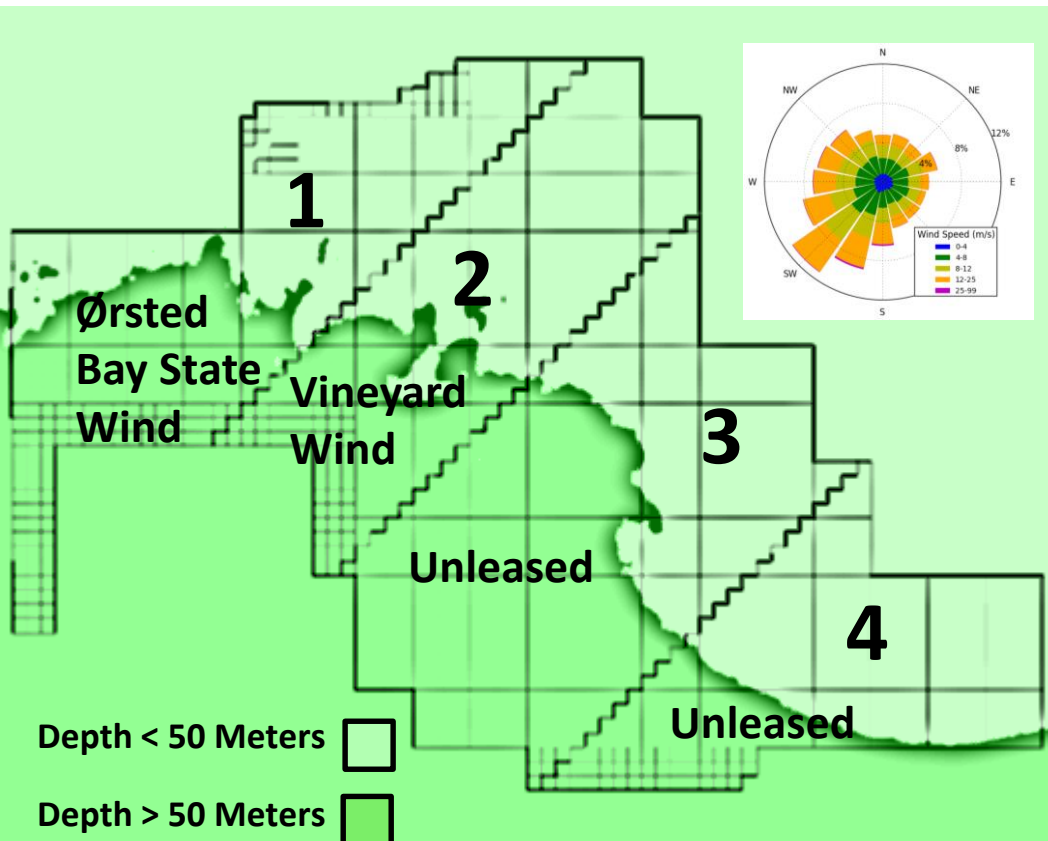 N
NW
NE
12%
8%
4%
W
E
Wind Speed (m/s)
0-4
4-8
8-12
12-25
25-99
SW
S
1
2
Ørsted
Bay State
Wind
Vineyard
Wind
3
Unleased
4
Unleased
Depth < 50 Meters
Depth > 50 Meters